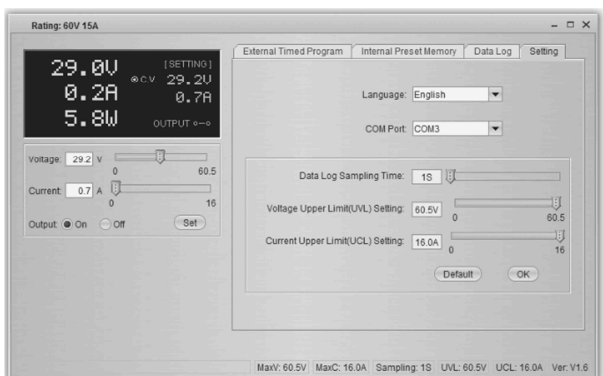 Rating: 60V 15A
29.0V
[SETTING]
C.V 29.2V
0.2A
0.7A
5.8W
OUTPUT
Voltage: 29.2 V
0 60.5
Current: 0.7 A
0 16
Output: On Off Set
External Timed Program Internal Preset Memory Data Log Setting
Language: English
COM Port: COM3
Data Log Sampling Time: 1S
Voltage Upper Limit(UVL) Setting: 60.5V
0 60.5
Current Upper Limit(UCL) Setting: 16.0A
0 16
Default OK
MaxV: 60.5V MaxC: 16.0A Sampling: 1S UVL: 60.5V UCL: 16.0A Ver: V1.6